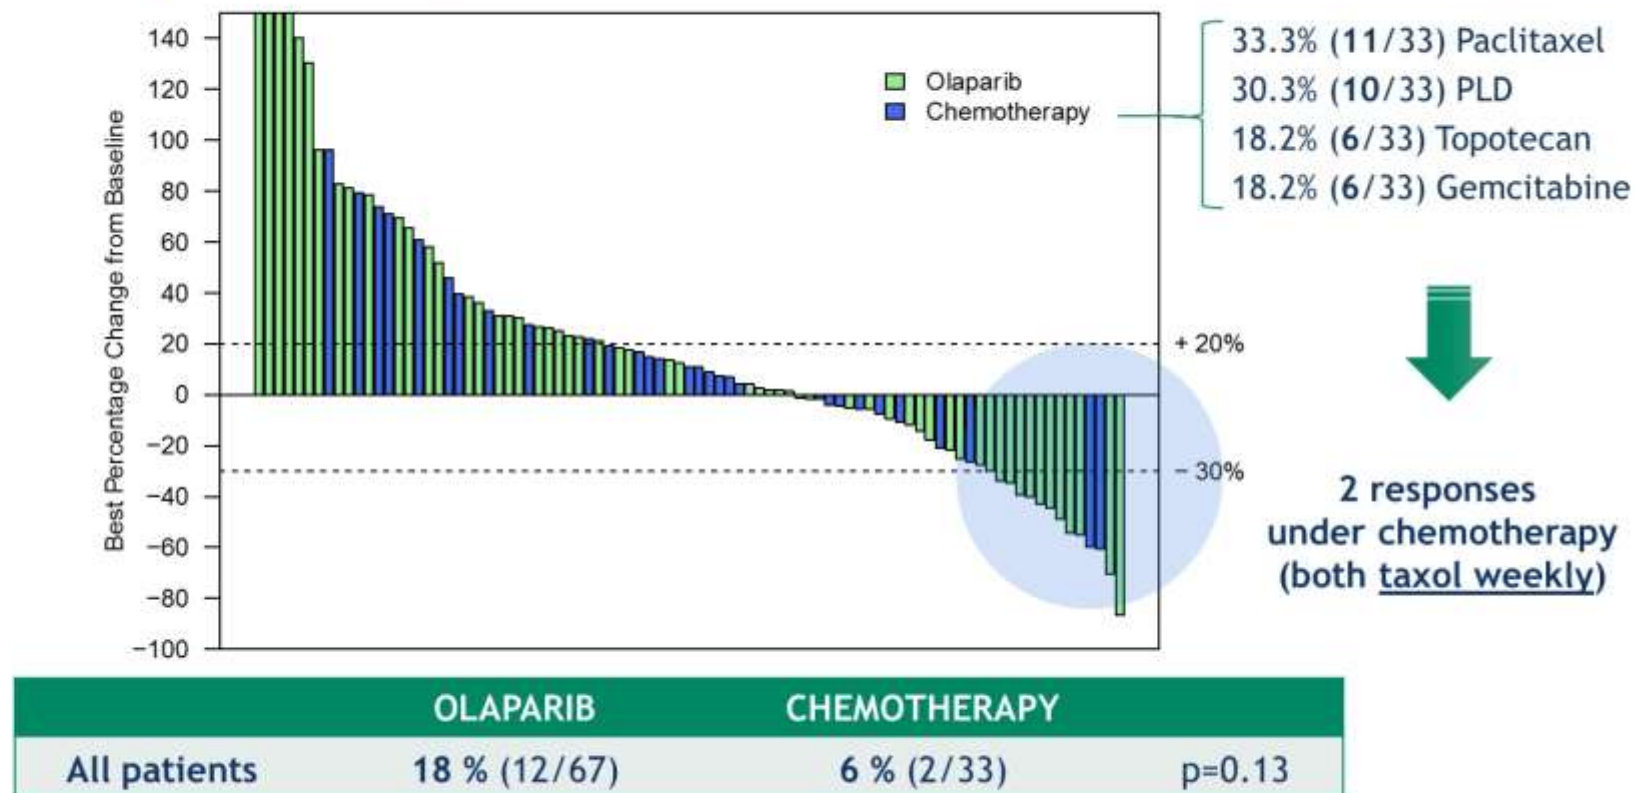 Best Percentage Change from Baseline
140
120
100
80
60
40
20
0
−20
−40
−60
−80
−100
Olaparib
Chemotherapy
+ 20%
− 30%
33.3% (11/33) Paclitaxel
30.3% (10/33) PLD
18.2% (6/33) Topotecan
18.2% (6/33) Gemcitabine
2 responses
under chemotherapy
(both taxol weekly)
OLAPARIB CHEMOTHERAPY
All patients 18 % (12/67) 6 % (2/33) p=0.13